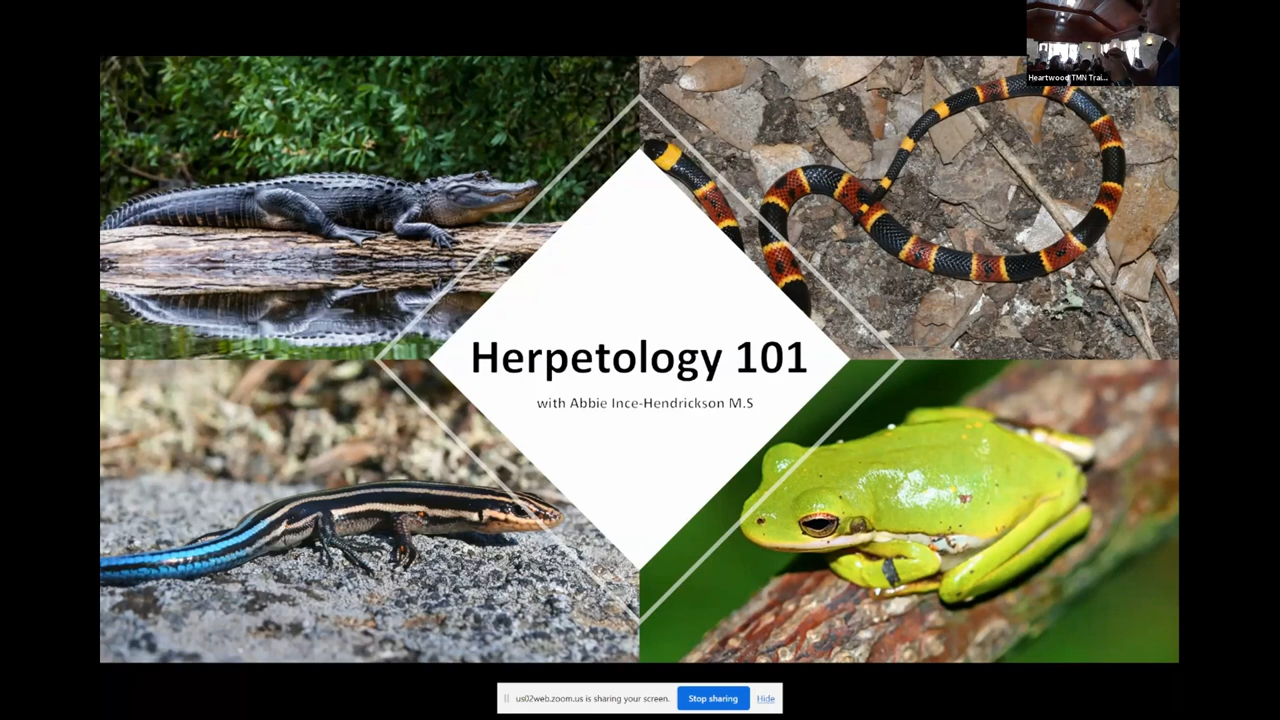 Heartwood TMN Trai...
Herpetology 101
with Abbie Ince-Hendrickson M.S
us02web.zoom.us is sharing your screen.
Stop sharing
Hide